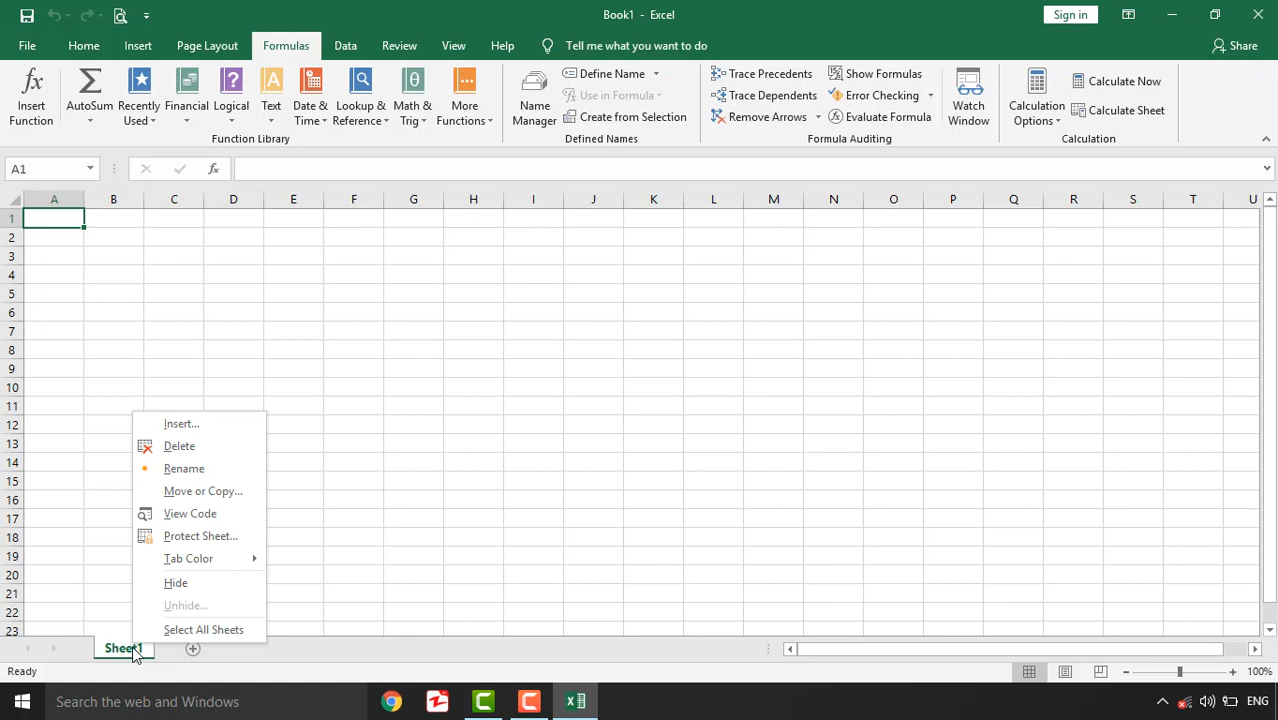 Book1 - Excel
Sign in
File Home Insert Page Layout Formulas Data Review View Help Tell me what you want to do Share
Insert Function
AutoSum
Recently Used
Financial
Logical
Text
Date & Time
Lookup & Reference
Math & Trig
More Functions
Function Library
Name Manager
Define Name
Use in Formula
Create from Selection
Defined Names
Trace Precedents
Trace Dependents
Remove Arrows
Show Formulas
Error Checking
Evaluate Formula
Formula Auditing
Watch Window
Calculation Options
Calculate Now
Calculate Sheet
Calculation
A1
fx
A B C D E F G H I J K L M N O P Q R S T U
1
2
3
4
5
6
7
8
9
10
11
12
13
14
15
16
17
18
19
20
21
22
23
Insert...
Delete
Rename
Move or Copy...
View Code
Protect Sheet...
Tab Color
Hide
Unhide...
Select All Sheets
Sheet1
Ready
100%
Search the web and Windows
ENG